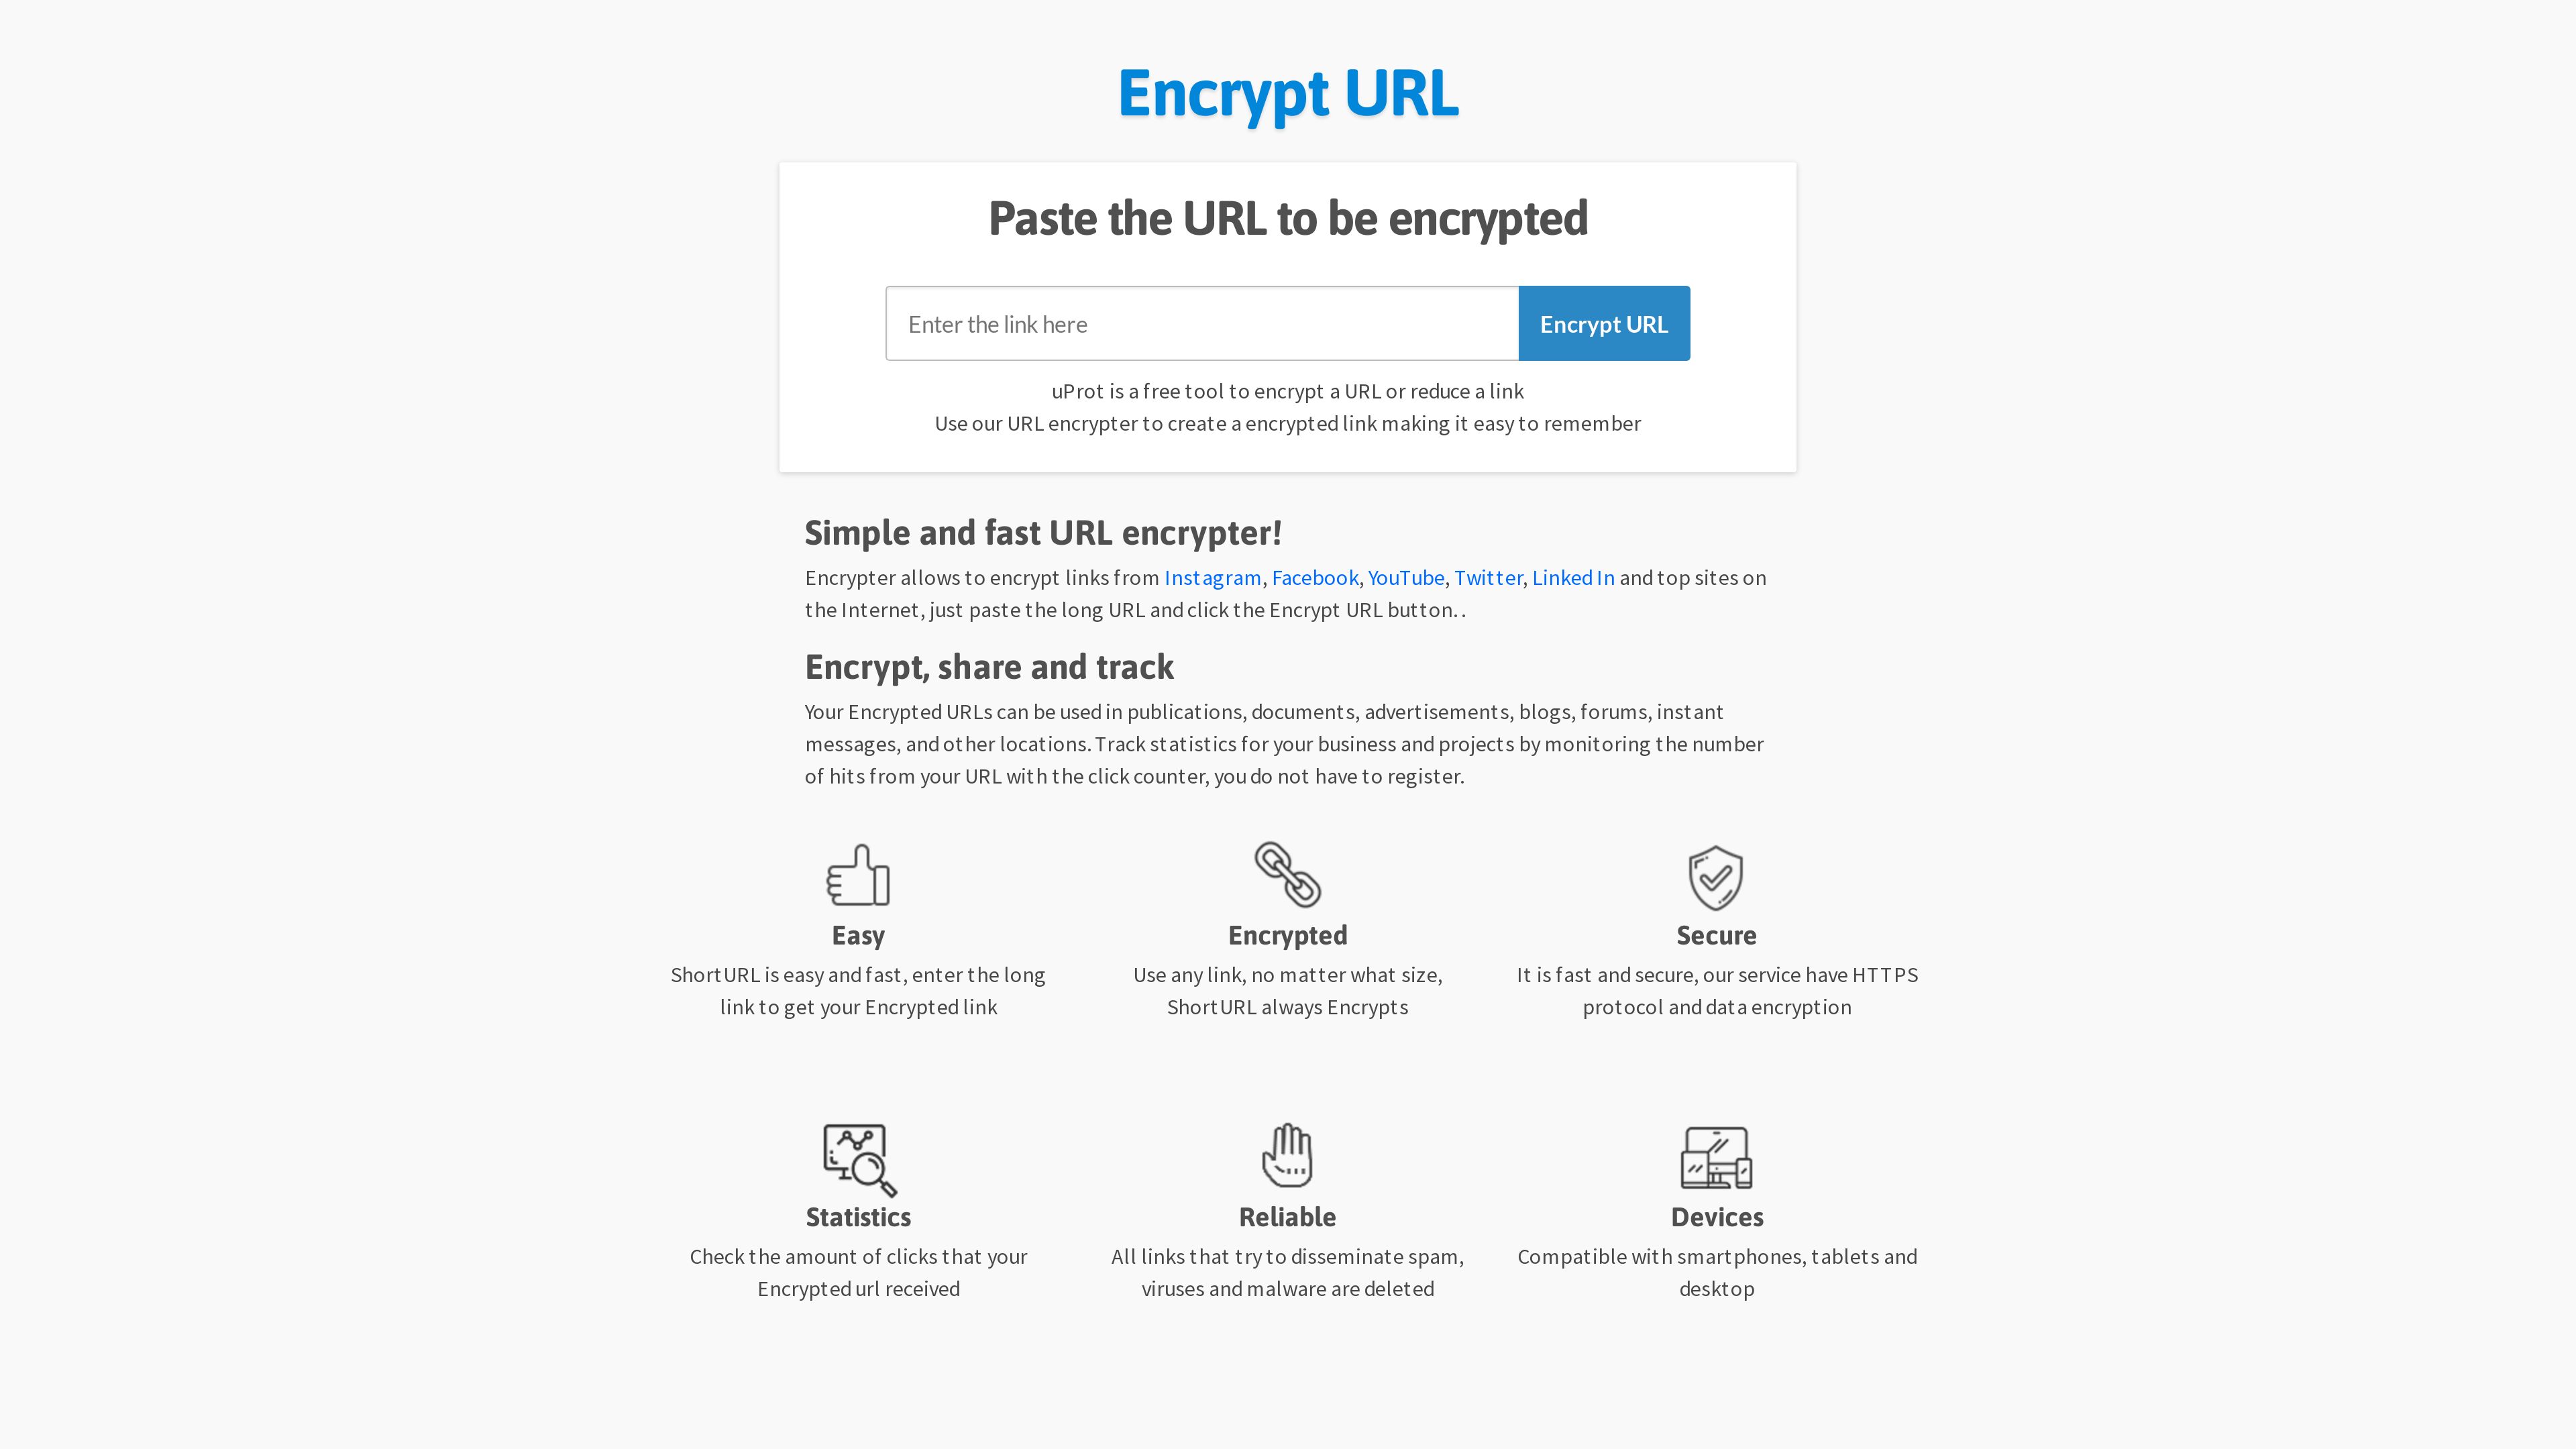 Encrypt URL
Paste the URL to be encrypted
Enter the link here
Encrypt URL
uProt is a free tool to encrypt a URL or reduce a link
Use our URL encrypter to create a encrypted link making it easy to remember
Simple and fast URL encrypter!
Encrypter allows to encrypt links from Instagram, Facebook, YouTube, Twitter, Linked In and top sites on
the Internet, just paste the long URL and click the Encrypt URL button. .
Encrypt, share and track
Your Encrypted URLs can be used in publications, documents, advertisements, blogs, forums, instant
messages, and other locations. Track statistics for your business and projects by monitoring the number
of hits from your URL with the click counter, you do not have to register.
Easy
ShortURL is easy and fast, enter the long
link to get your Encrypted link
Encrypted
Use any link, no matter what size,
ShortURL always Encrypts
Secure
It is fast and secure, our service have HTTPS
protocol and data encryption
Statistics
Check the amount of clicks that your
Encrypted url received
Reliable
All links that try to disseminate spam,
viruses and malware are deleted
Devices
Compatible with smartphones, tablets and
desktop